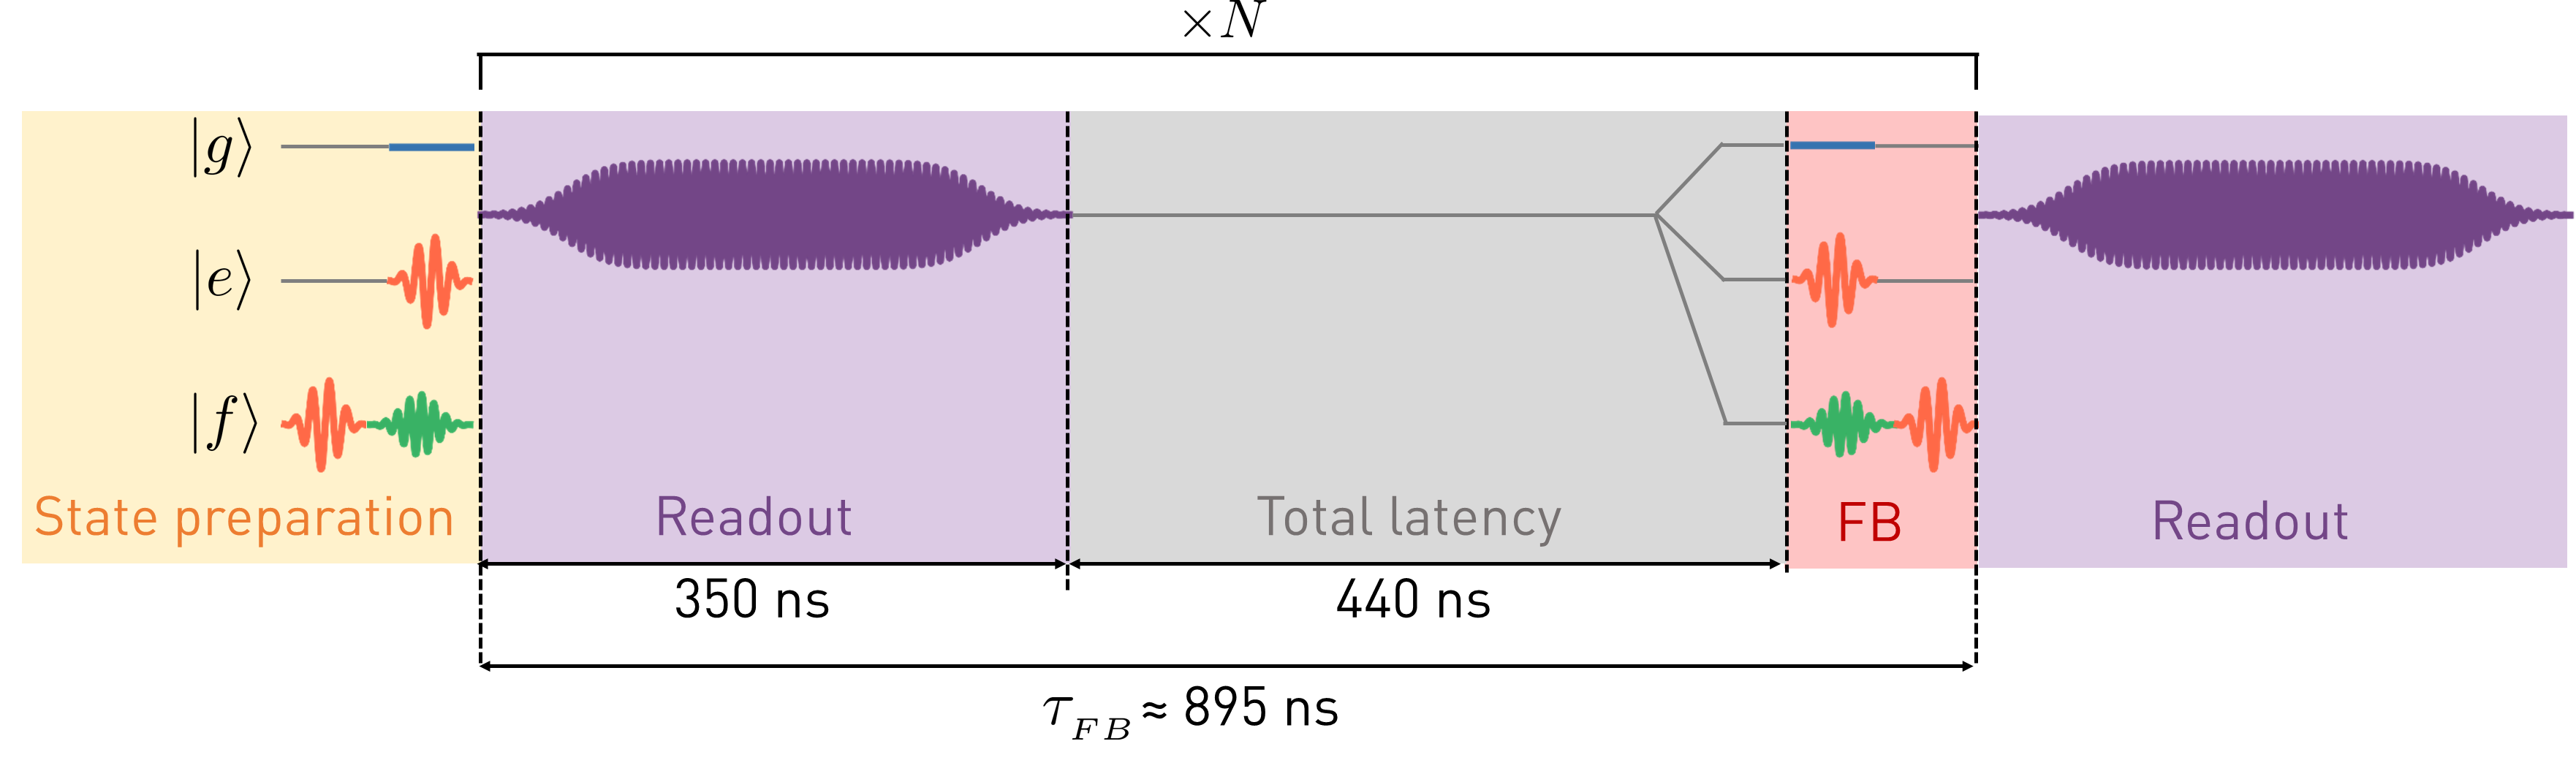 ×N
|g⟩
|e⟩
|f⟩
State preparation
Readout
Total latency
FB
Readout
350 ns
440 ns
τ_FB ≈ 895 ns